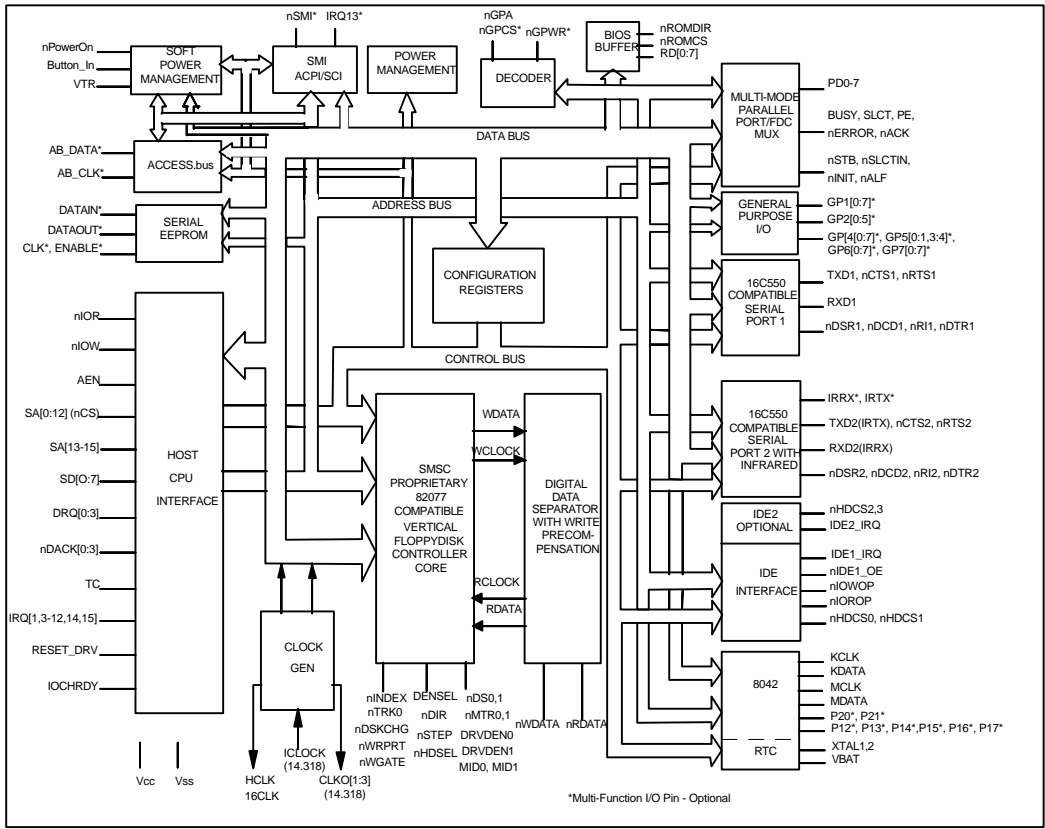 nSMI*
IRQ13*
nGPA
nGPCS*
nGPWR*
nROMDIR
nROMCS
RD[0:7]
BIOS
BUFFER
nPowerOn
Button_In
VTR
SOFT
POWER
MANAGEMENT
SMI
ACPI/SCI
POWER
MANAGEMENT
DECODER
MULTI-MODE
PARALLEL
PORT/FDC
MUX
PD0-7
BUSY, SLCT, PE,
nERROR, nACK
nSTB, nSLCTIN,
nINIT, nALF
DATA BUS
AB_DATA*
AB_CLK*
ACCESS.bus
ADDRESS BUS
DATAIN*
DATAOUT*
CLK*, ENABLE*
SERIAL
EEPROM
GENERAL
PURPOSE
I/O
GP1[0:7]*
GP2[0:5]*
GP[4[0:7]*, GP5[0:1,3:4]*,
GP6[0:7]*, GP7[0:7]*
CONFIGURATION
REGISTERS
16C550
COMPATIBLE
SERIAL
PORT 1
TXD1, nCTS1, nRTS1
RXD1
nDSR1, nDCD1, nRI1, nDTR1
CONTROL BUS
nIOR
nIOW
AEN
SA[0:12] (nCS)
SA[13-15]
SD[O:7]
DRQ[0:3]
nDACK[0:3]
TC
IRQ[1,3-12,14,15]
RESET_DRV
IOCHRDY
HOST
CPU
INTERFACE
SMSC
PROPRIETARY
82077
COMPATIBLE
VERTICAL
FLOPPYDISK
CONTROLLER
CORE
WDATA
WCLOCK
RCLOCK
RDATA
DIGITAL
DATA
SEPARATOR
WITH WRITE
PRECOM-
PENSATION
16C550
COMPATIBLE
SERIAL
PORT 2 WITH
INFRARED
IRRX*, IRTX*
TXD2(IRTX), nCTS2, nRTS2
RXD2(IRRX)
nDSR2, nDCD2, nRI2, nDTR2
IDE2
OPTIONAL
nHDCS2,3
IDE2_IRQ
IDE
INTERFACE
IDE1_IRQ
nIDE1_OE
nIOWOP
nIOROP
nHDCS0, nHDCS1
CLOCK
GEN
8042
RTC
KCLK
KDATA
MCLK
MDATA
P20*, P21*
P12*, P13*, P14*,P15*, P16*, P17*
XTAL1,2
VBAT
nINDEX
nTRK0
nDSKCHG
nWRPRT
nWGATE
DENSEL
nDIR
nSTEP
nHDSEL
nDS0,1
nMTR0,1
DRVDEN0
DRVDEN1
MID0, MID1
nWDATA
nRDATA
Vcc
Vss
HCLK
16CLK
ICLOCK
(14.318)
CLKO[1:3]
(14.318)
*Multi-Function I/O Pin - Optional